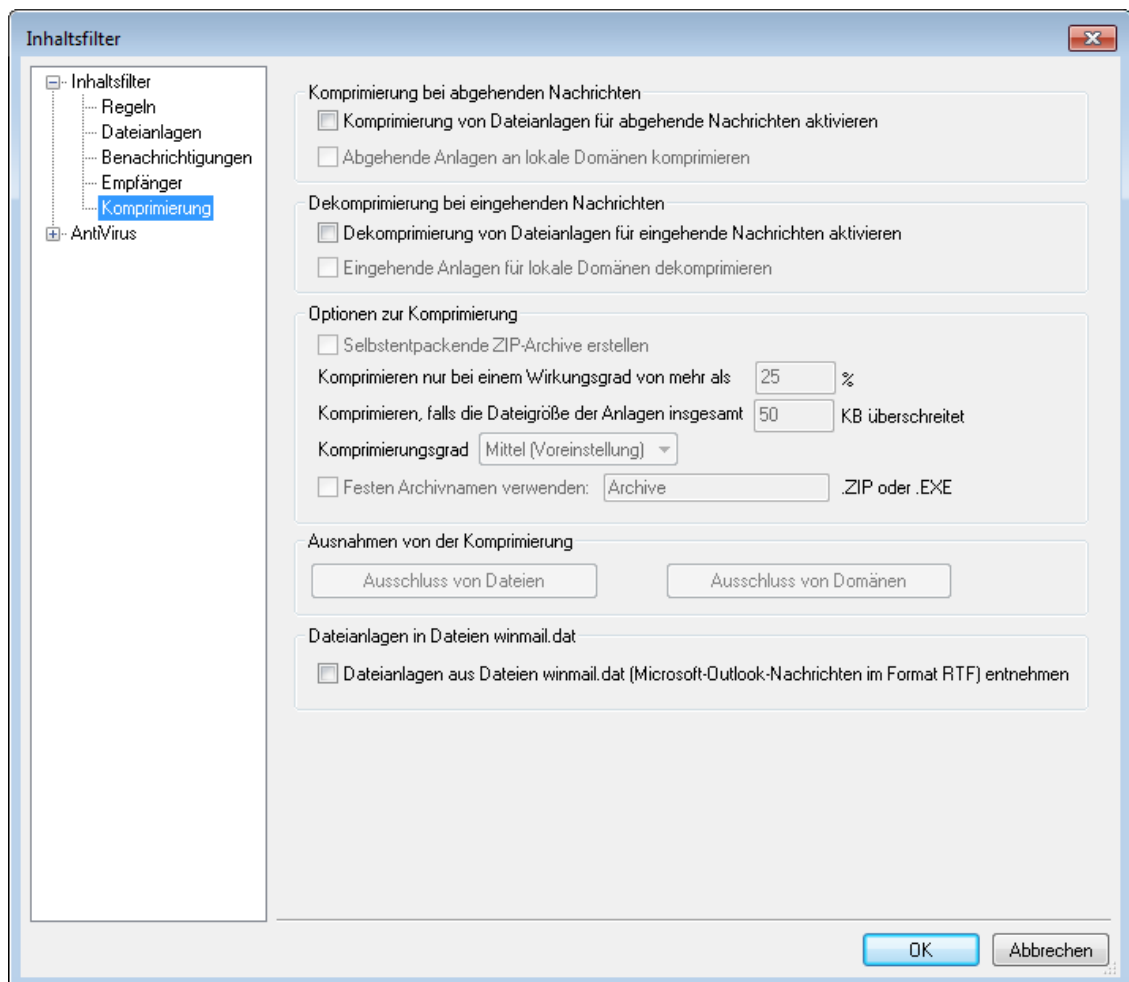 Inhaltsfilter
Inhaltsfilter
Regeln
Dateianlagen
Benachrichtigungen
Empfänger
Komprimierung
AntiVirus
Komprimierung bei abgehenden Nachrichten
Komprimierung von Dateianlagen für abgehende Nachrichten aktivieren
Abgehende Anlagen an lokale Domänen komprimieren
Dekomprimierung bei eingehenden Nachrichten
Dekomprimierung von Dateianlagen für eingehende Nachrichten aktivieren
Eingehende Anlagen für lokale Domänen dekomprimieren
Optionen zur Komprimierung
Selbstentpackende ZIP-Archive erstellen
Komprimieren nur bei einem Wirkungsgrad von mehr als 25 %
Komprimieren, falls die Dateigröße der Anlagen insgesamt 50 KB überschreitet
Komprimierungsgrad Mittel (Voreinstellung)
Festen Archivnamen verwenden: Archive .ZIP oder .EXE
Ausnahmen von der Komprimierung
Ausschluss von Dateien Ausschluss von Domänen
Dateianlagen in Dateien winmail.dat
Dateianlagen aus Dateien winmail.dat (Microsoft-Outlook-Nachrichten im Format RTF) entnehmen
OK Abbrechen